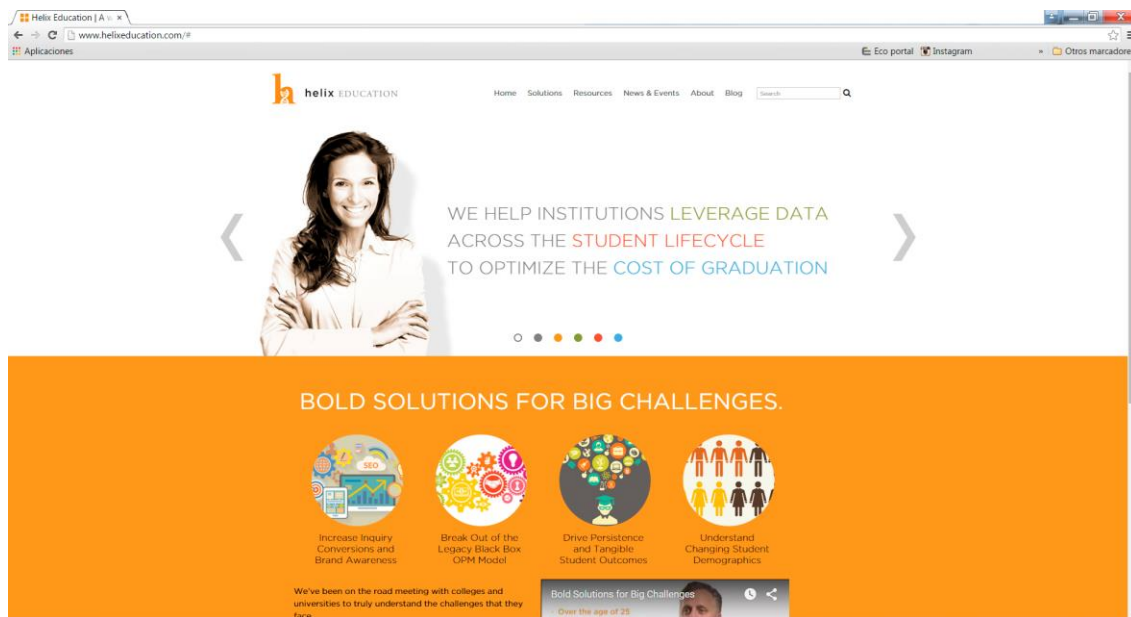 Helix Education | A v
www.helixeducation.com/#
Aplicaciones
Eco portal
Instagram
»
Otros marcadore
helix EDUCATION
Home Solutions Resources News & Events About Blog Search
WE HELP INSTITUTIONS LEVERAGE DATA
ACROSS THE STUDENT LIFECYCLE
TO OPTIMIZE THE COST OF GRADUATION
BOLD SOLUTIONS FOR BIG CHALLENGES.
SEO
Increase Inquiry
Conversions and
Brand Awareness
Break Out of the
Legacy Black Box
OPM Model
Drive Persistence
and Tangible
Student Outcomes
Understand
Changing Student
Demographics
We've been on the road meeting with colleges and
universities to truly understand the challenges that they
face
Bold Solutions for Big Challenges
Over the age of 25